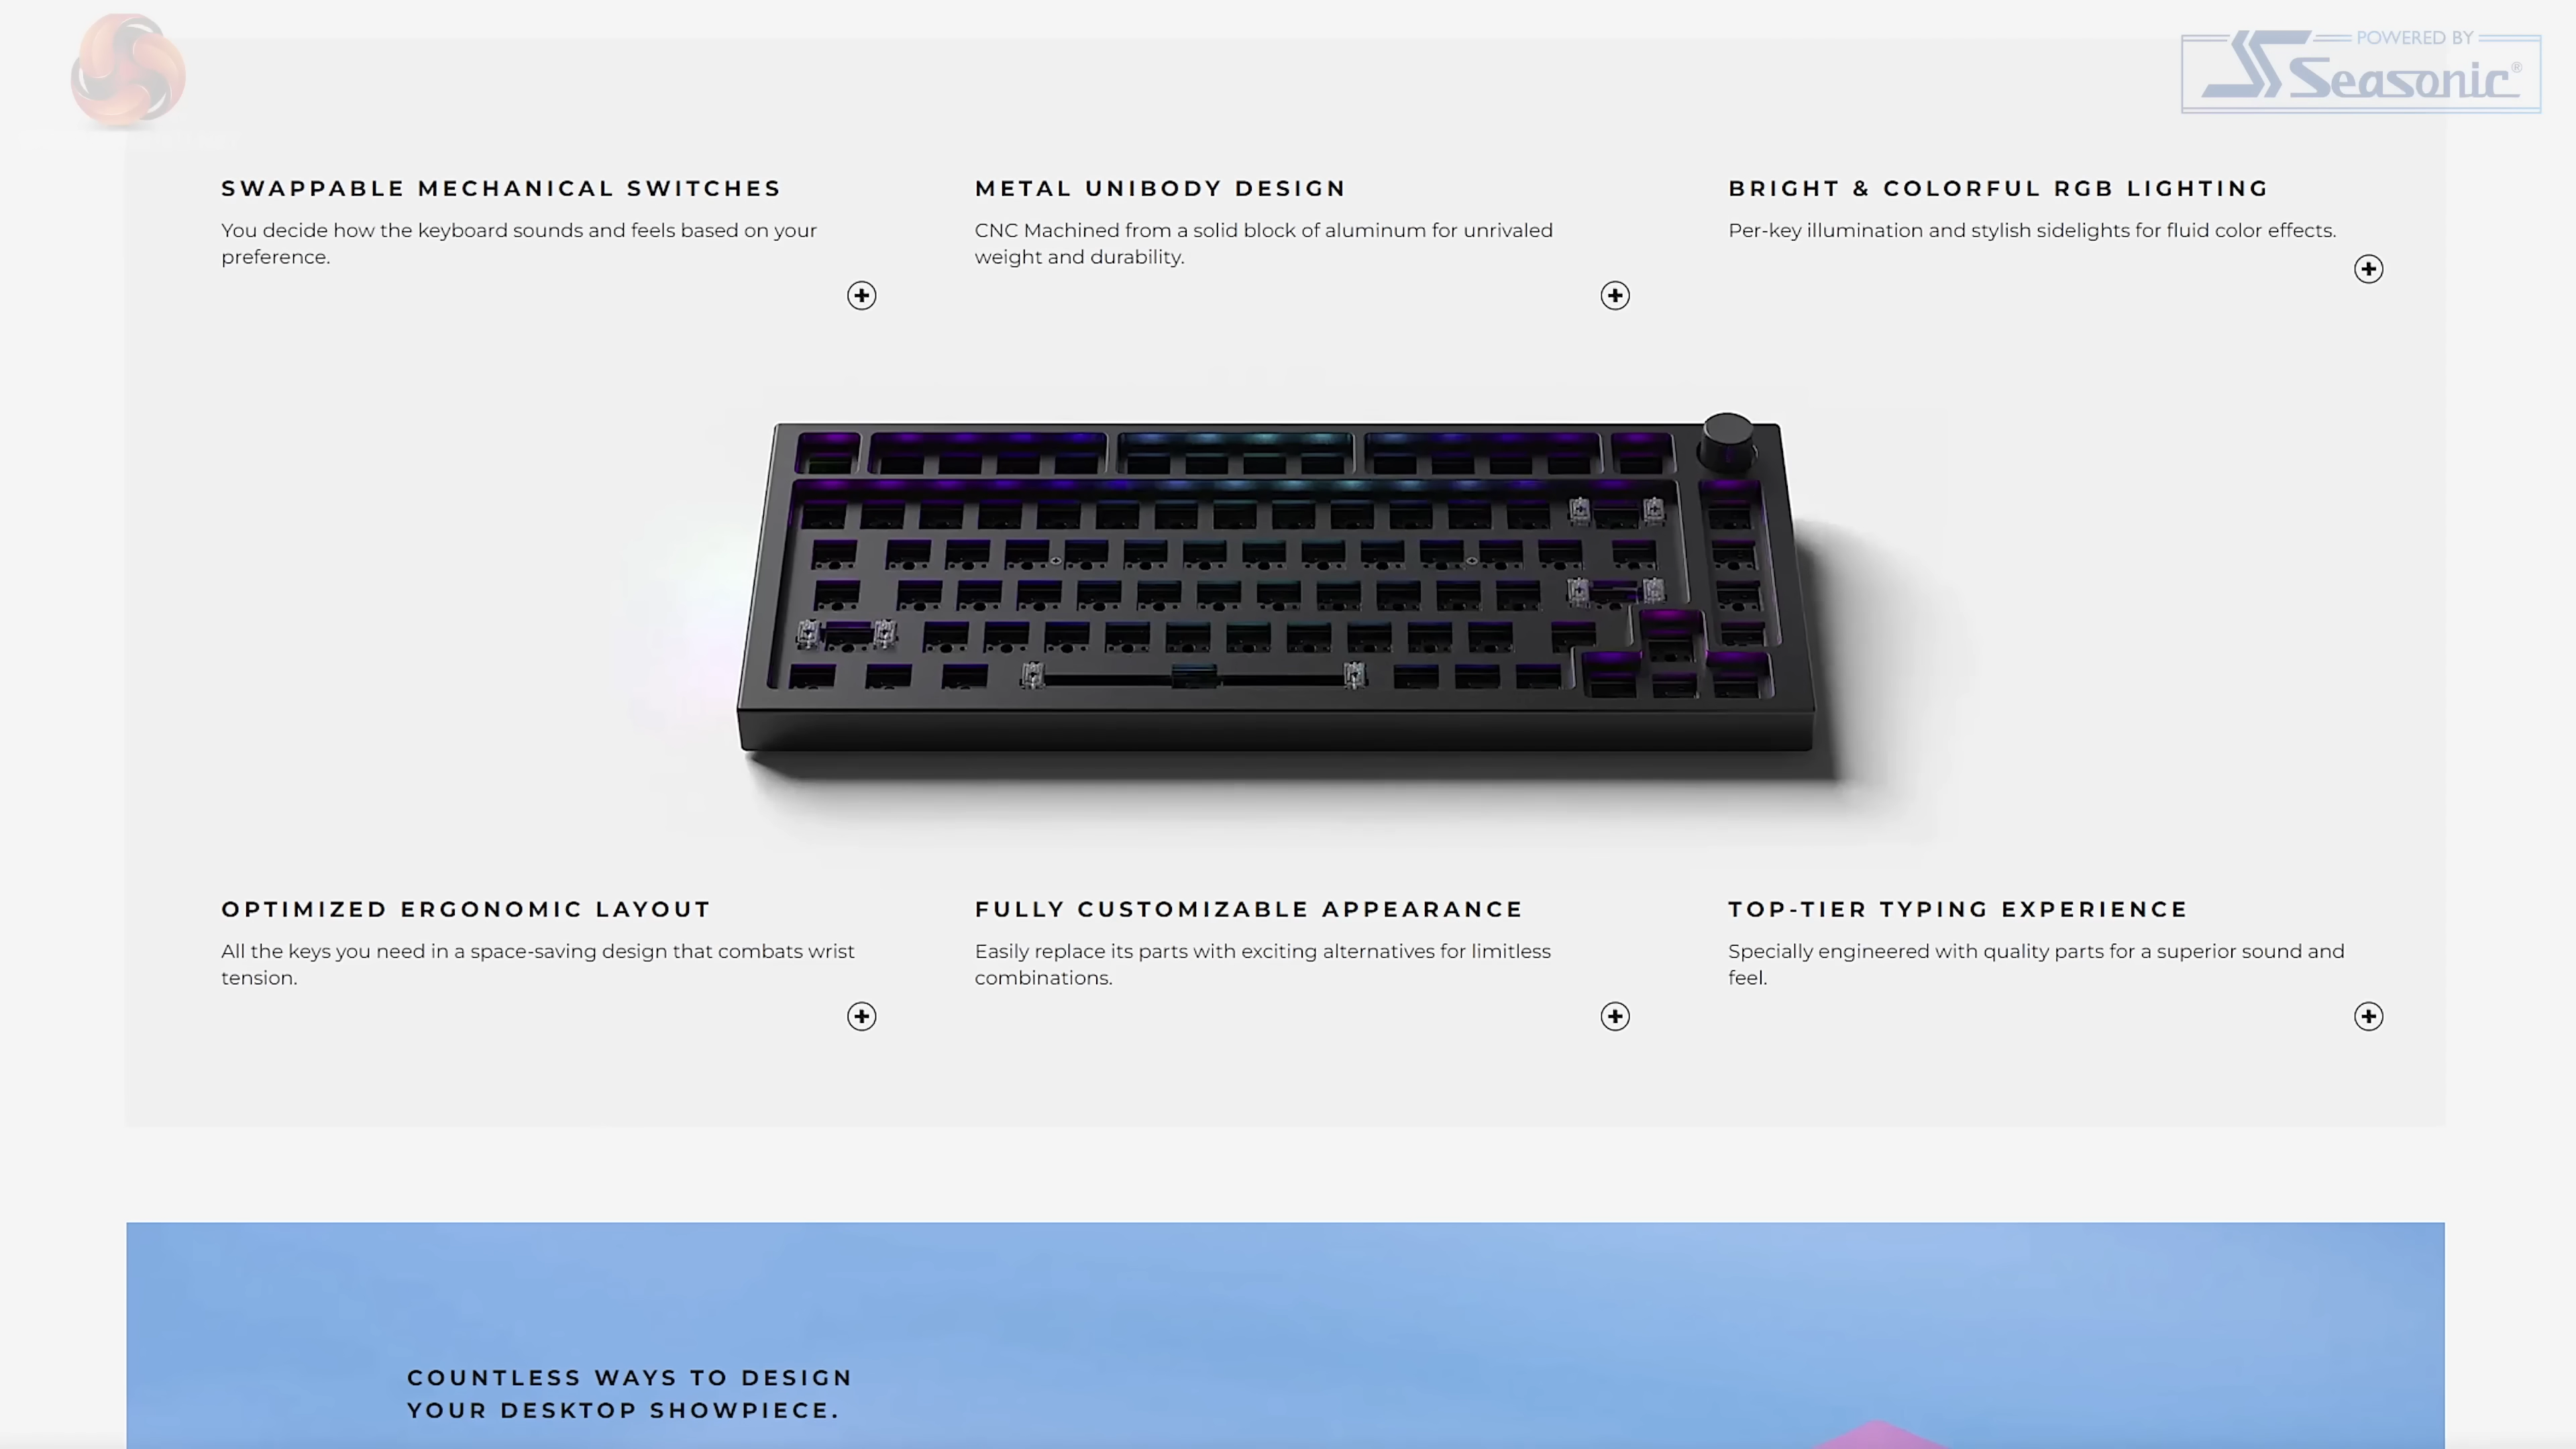 POWERED BY
Seasonic®
SWAPPABLE MECHANICAL SWITCHES
You decide how the keyboard sounds and feels based on your
preference.
METAL UNIBODY DESIGN
CNC Machined from a solid block of aluminum for unrivaled
weight and durability.
BRIGHT & COLORFUL RGB LIGHTING
Per-key illumination and stylish sidelights for fluid color effects.
OPTIMIZED ERGONOMIC LAYOUT
All the keys you need in a space-saving design that combats wrist
tension.
FULLY CUSTOMIZABLE APPEARANCE
Easily replace its parts with exciting alternatives for limitless
combinations.
TOP-TIER TYPING EXPERIENCE
Specially engineered with quality parts for a superior sound and
feel.
COUNTLESS WAYS TO DESIGN
YOUR DESKTOP SHOWPIECE.